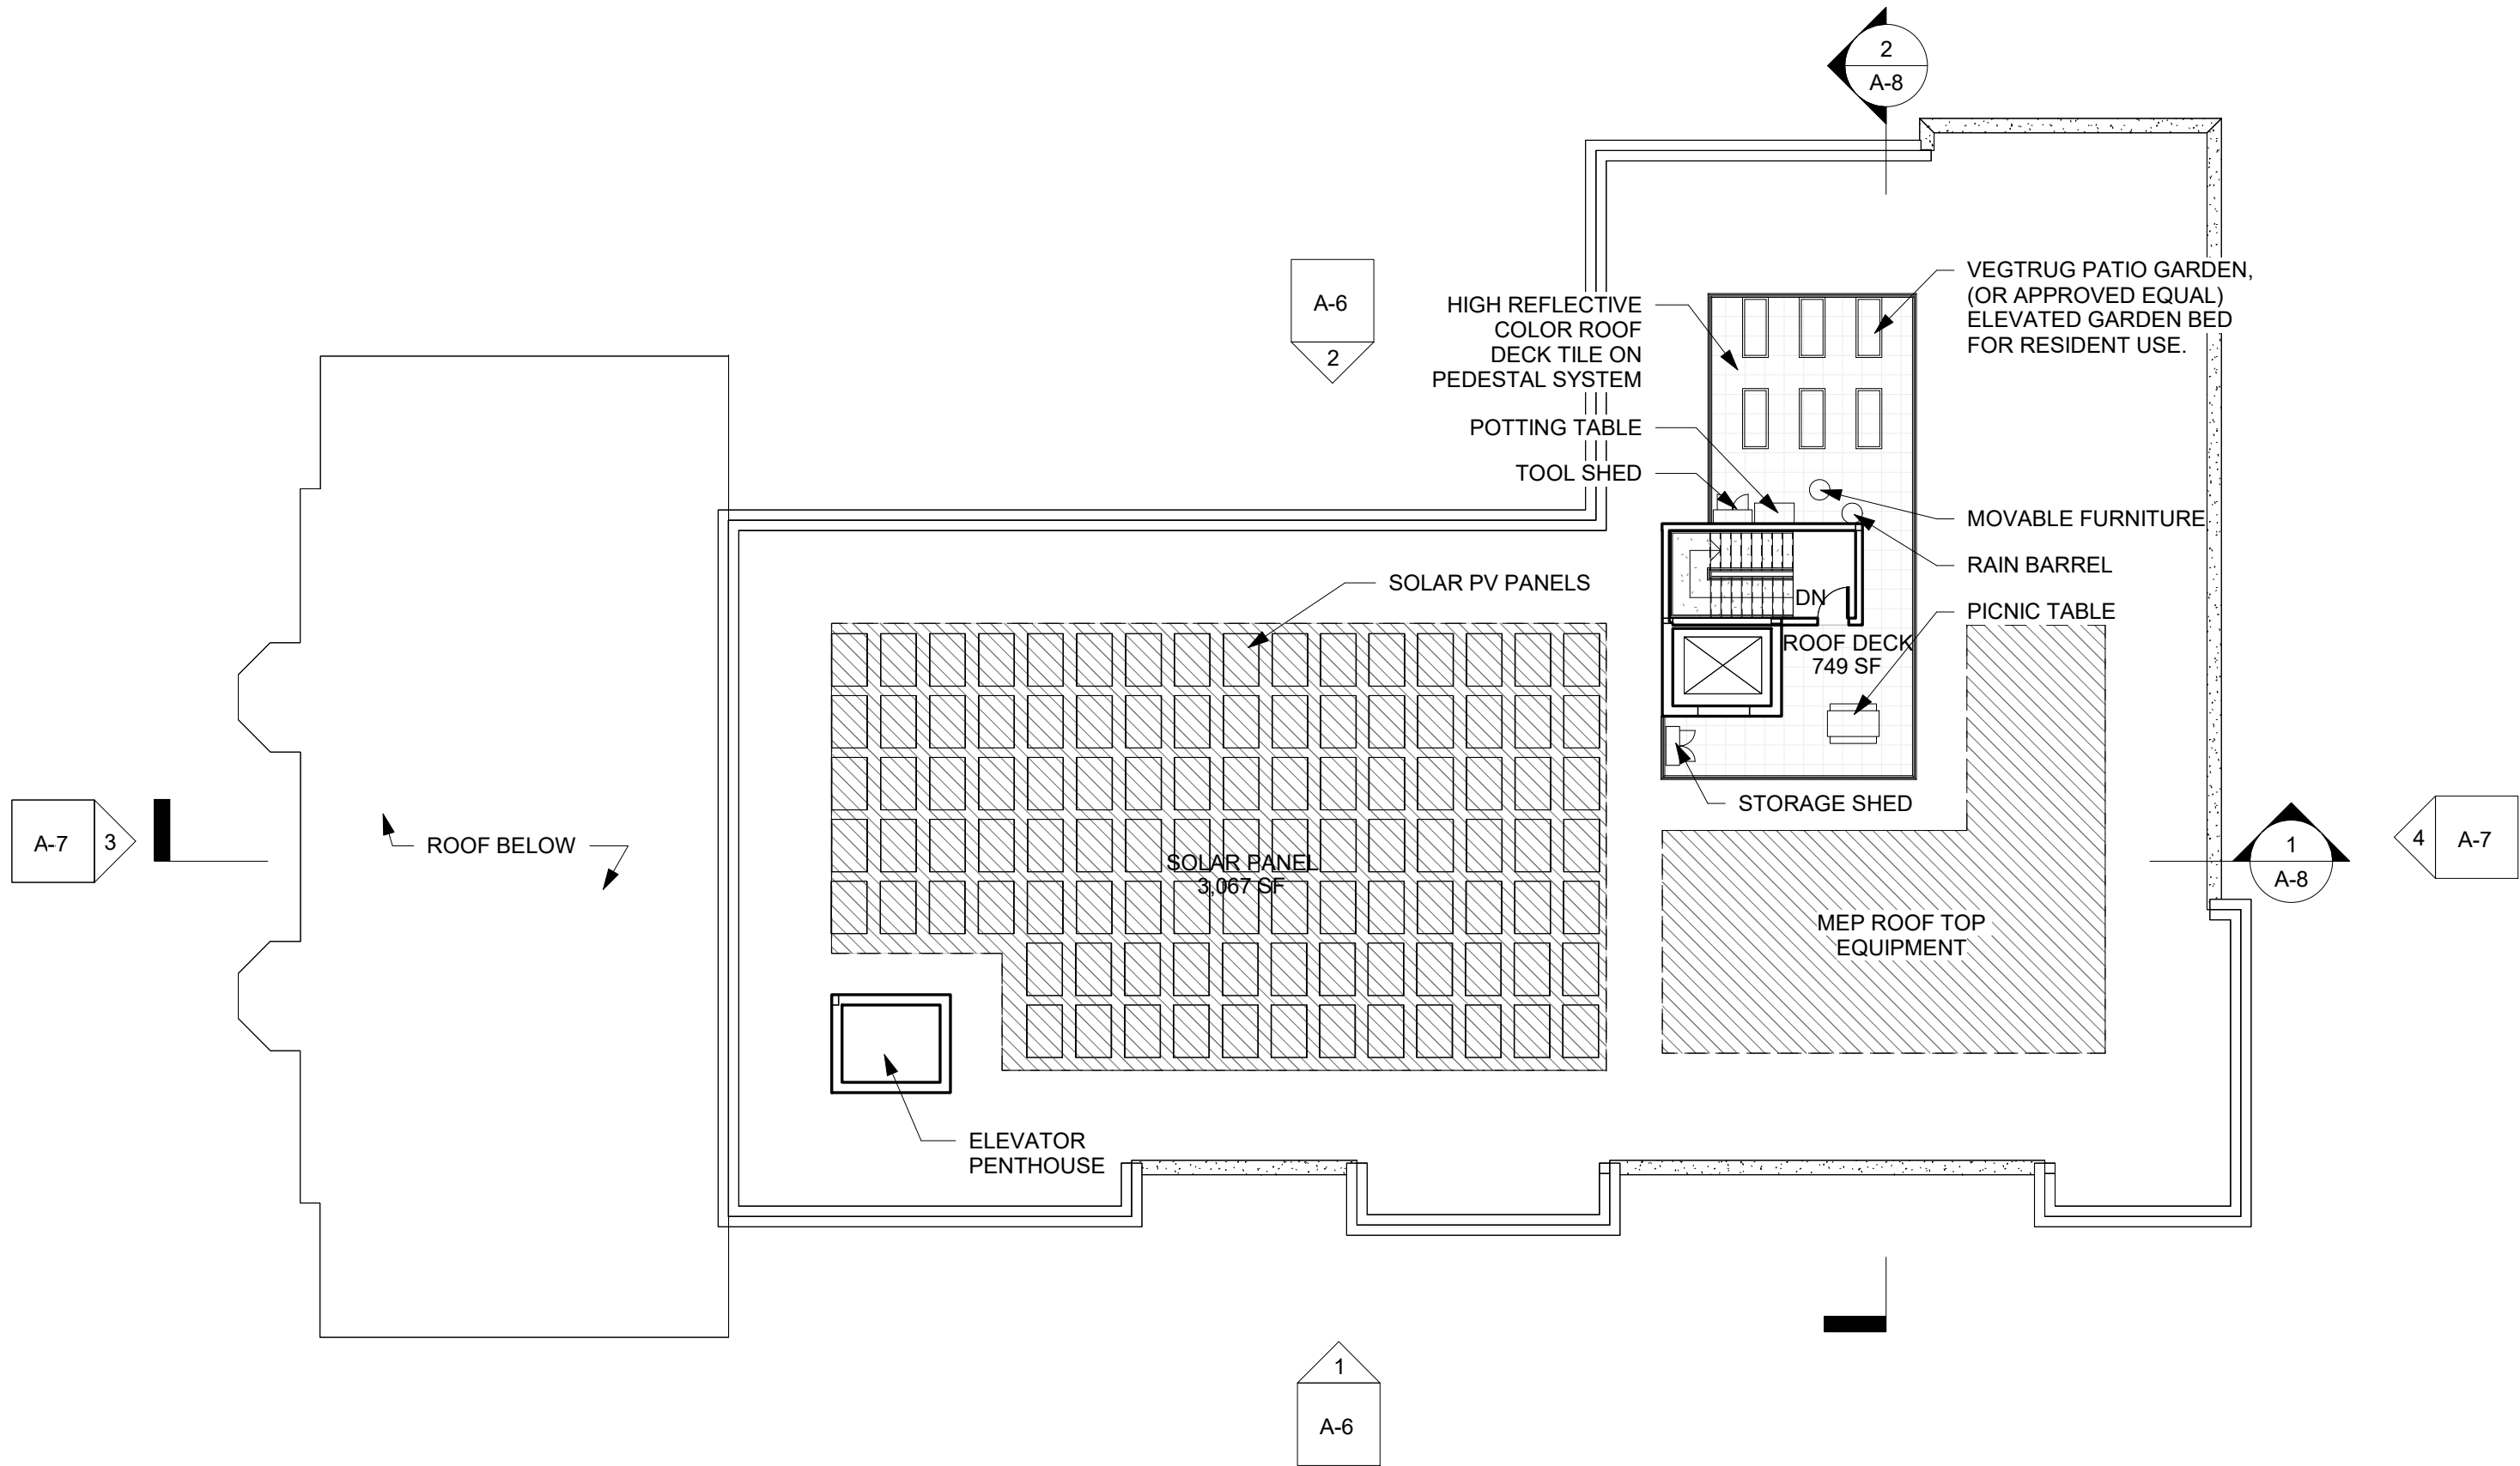 2
A-8
A-6
2
HIGH REFLECTIVE
COLOR ROOF
DECK TILE ON
PEDESTAL SYSTEM
VEGTRUG PATIO GARDEN,
(OR APPROVED EQUAL)
ELEVATED GARDEN BED
FOR RESIDENT USE.
POTTING TABLE
TOOL SHED
MOVABLE FURNITURE
RAIN BARREL
SOLAR PV PANELS
DN
PICNIC TABLE
ROOF DECK
749 SF
STORAGE SHED
A-7
3
ROOF BELOW
SOLAR PANEL
3,067 SF
1
A-8
4
A-7
MEP ROOF TOP
EQUIPMENT
ELEVATOR
PENTHOUSE
1
A-6